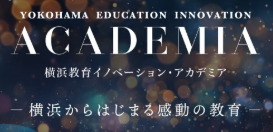 YOKOHAMA EDUCATION INNOVATION
ACADEMIA
横浜教育イノベーション・アカデミア
横浜からはじまる感動の教育